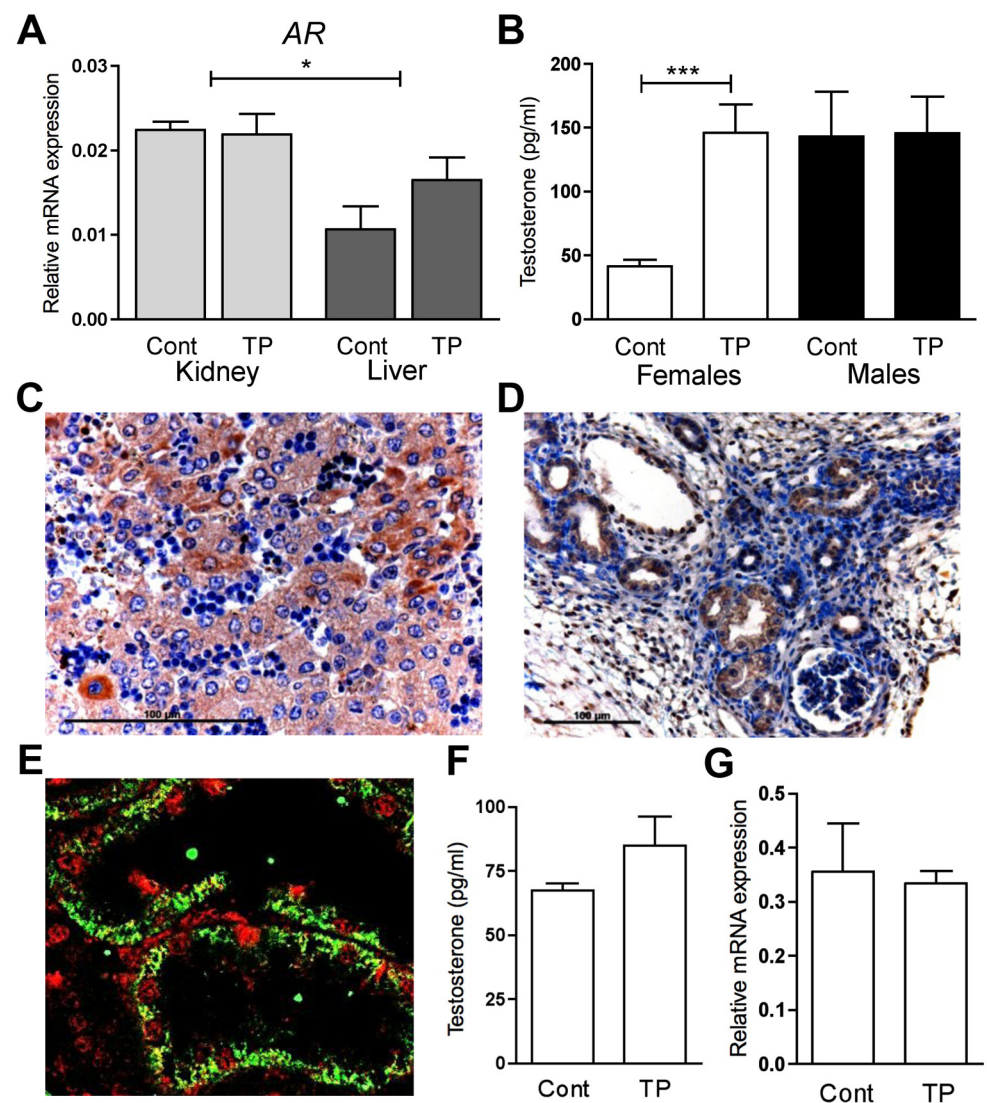 A
AR
Relative mRNA expression
0.03
0.02
0.01
0.00
*
Cont
TP
Cont
TP
Kidney
Liver
B
Testosterone (pg/ml)
200
150
100
50
0
***
Cont
TP
Cont
TP
Females
Males
C
100 µm
D
100 µm
E
F
Testosterone (pg/ml)
100
75
50
25
0
Cont
TP
G
Relative mRNA expression
0.5
0.4
0.3
0.2
0.1
0.0
Cont
TP